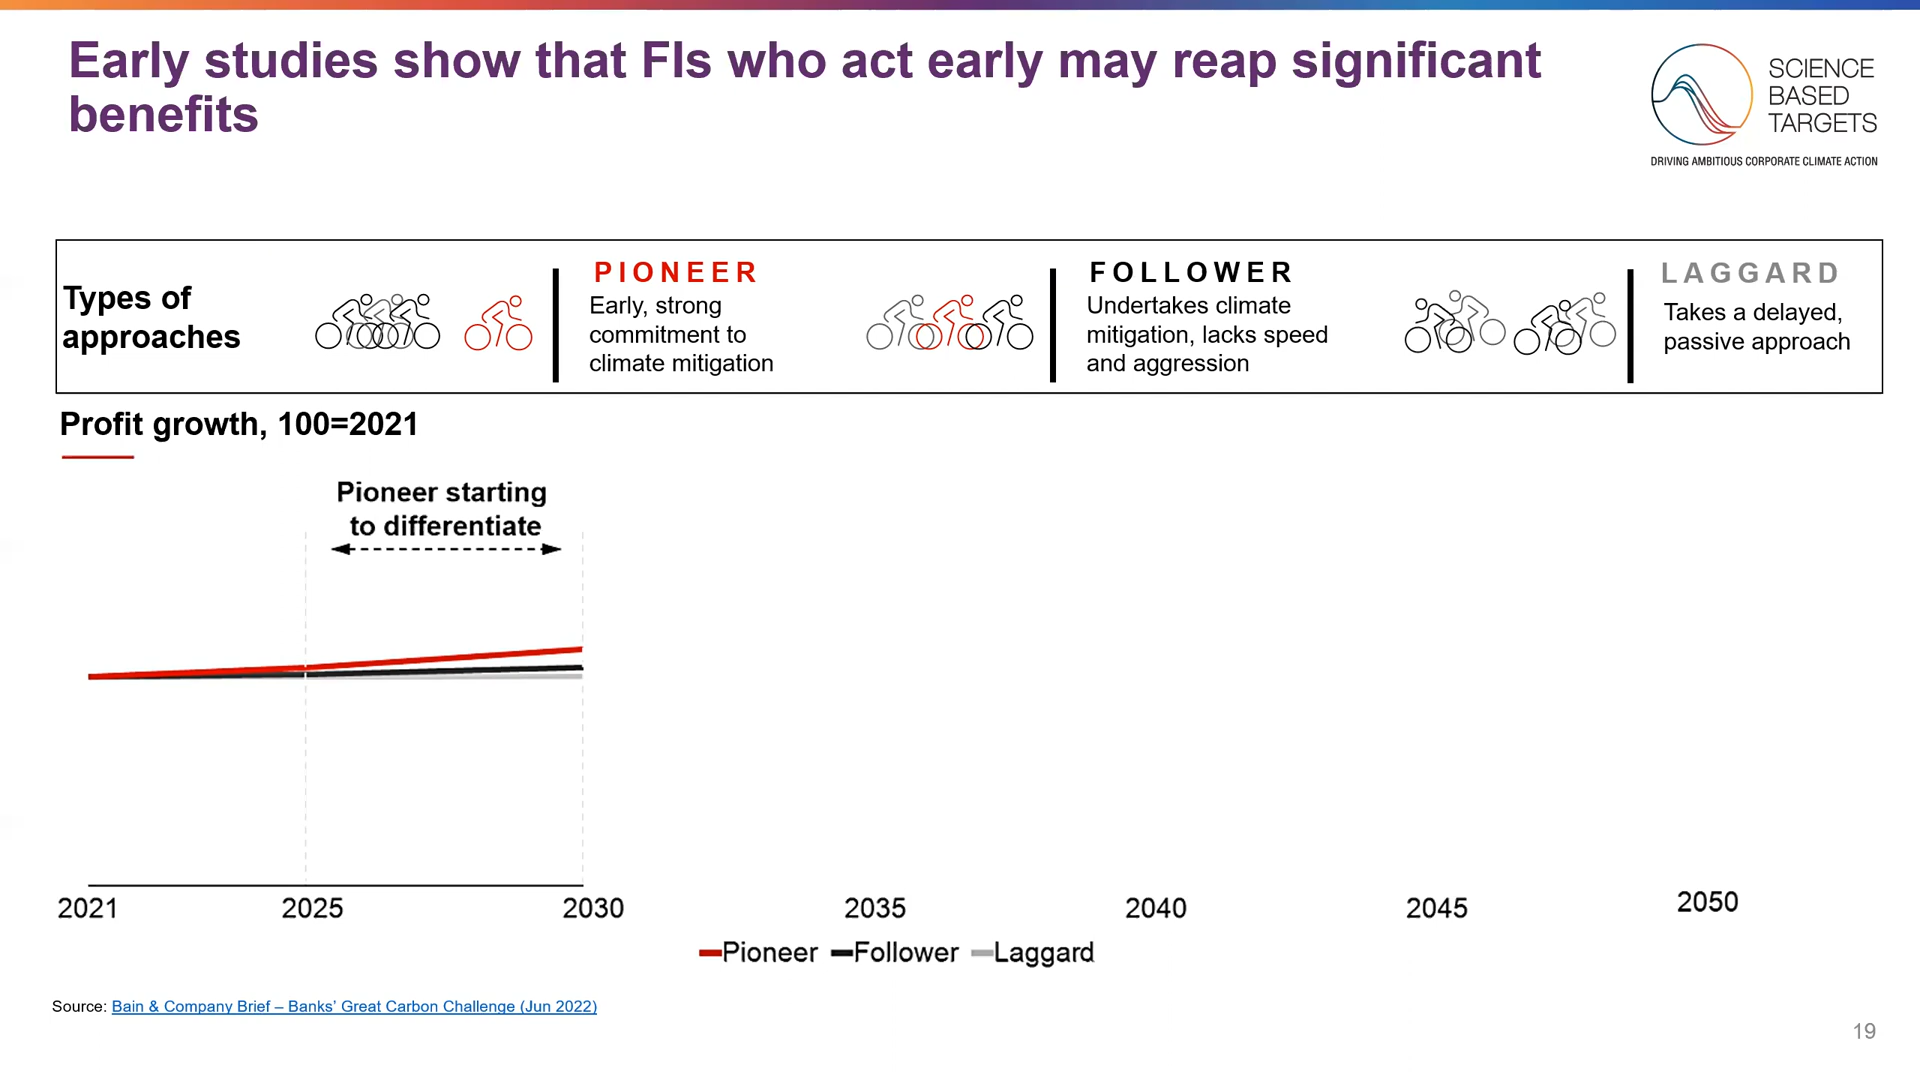 Early studies show that FIs who act early may reap significant
benefits
SCIENCE
BASED
TARGETS
DRIVING AMBITIOUS CORPORATE CLIMATE ACTION
Types of
approaches
PIONEER
Early, strong
commitment to
climate mitigation
FOLLOWER
Undertakes climate
mitigation, lacks speed
and aggression
LAGGARD
Takes a delayed,
passive approach
Profit growth, 100=2021
Pioneer starting
to differentiate
2021 2025 2030 2035 2040 2045 2050
Pioneer Follower Laggard
Source: Bain & Company Brief – Banks’ Great Carbon Challenge (Jun 2022)
19